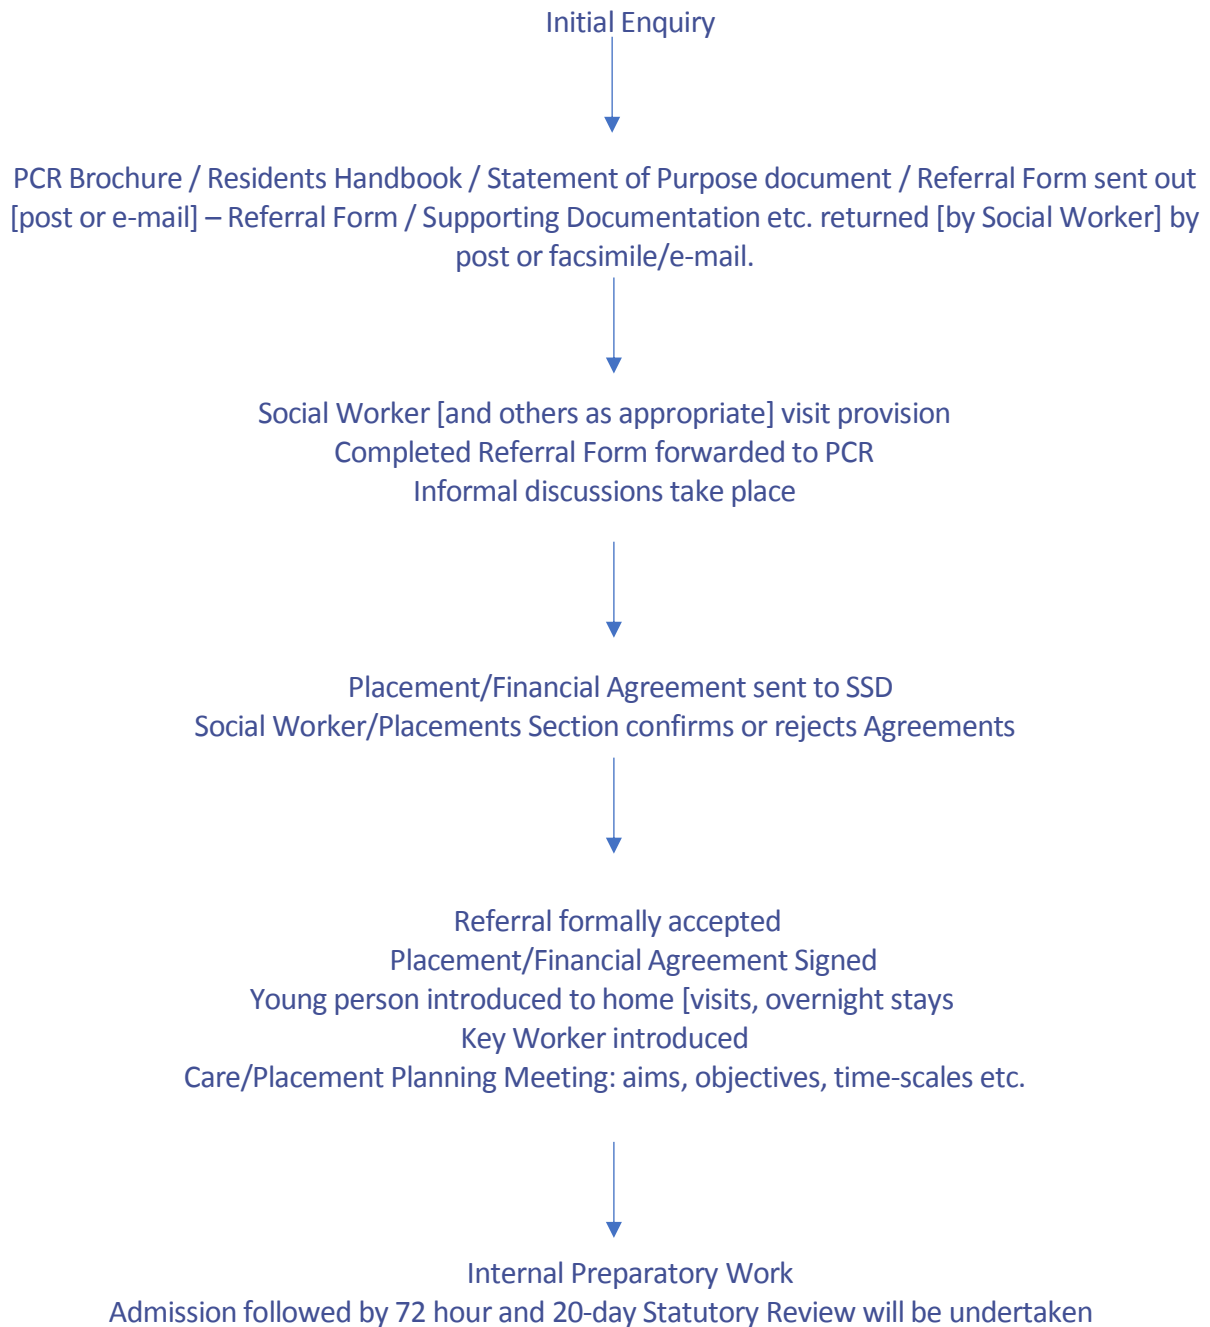 Initial Enquiry
PCR Brochure / Residents Handbook / Statement of Purpose document / Referral Form sent out
[post or e-mail] – Referral Form / Supporting Documentation etc. returned [by Social Worker] by
post or facsimile/e-mail.
Social Worker [and others as appropriate] visit provision
Completed Referral Form forwarded to PCR
Informal discussions take place
Placement/Financial Agreement sent to SSD
Social Worker/Placements Section confirms or rejects Agreements
Referral formally accepted
Placement/Financial Agreement Signed
Young person introduced to home [visits, overnight stays
Key Worker introduced
Care/Placement Planning Meeting: aims, objectives, time-scales etc.
Internal Preparatory Work
Admission followed by 72 hour and 20-day Statutory Review will be undertaken